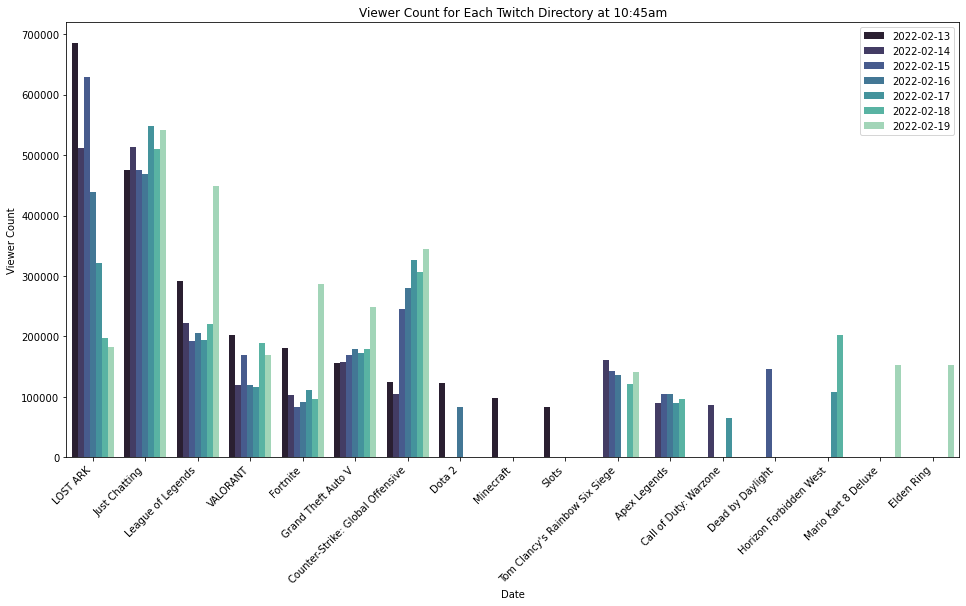 Viewer Count for Each Twitch Directory at 10:45am
700000
600000
500000
400000
300000
200000
100000
0
Viewer Count
2022-02-13
2022-02-14
2022-02-15
2022-02-16
2022-02-17
2022-02-18
2022-02-19
LOST ARK
Just Chatting
League of Legends
VALORANT
Fortnite
Grand Theft Auto V
Counter-Strike: Global Offensive
Dota 2
Minecraft
Slots
Tom Clancy's Rainbow Six Siege
Apex Legends
Call of Duty: Warzone
Dead by Daylight
Horizon Forbidden West
Mario Kart 8 Deluxe
Elden Ring
Date